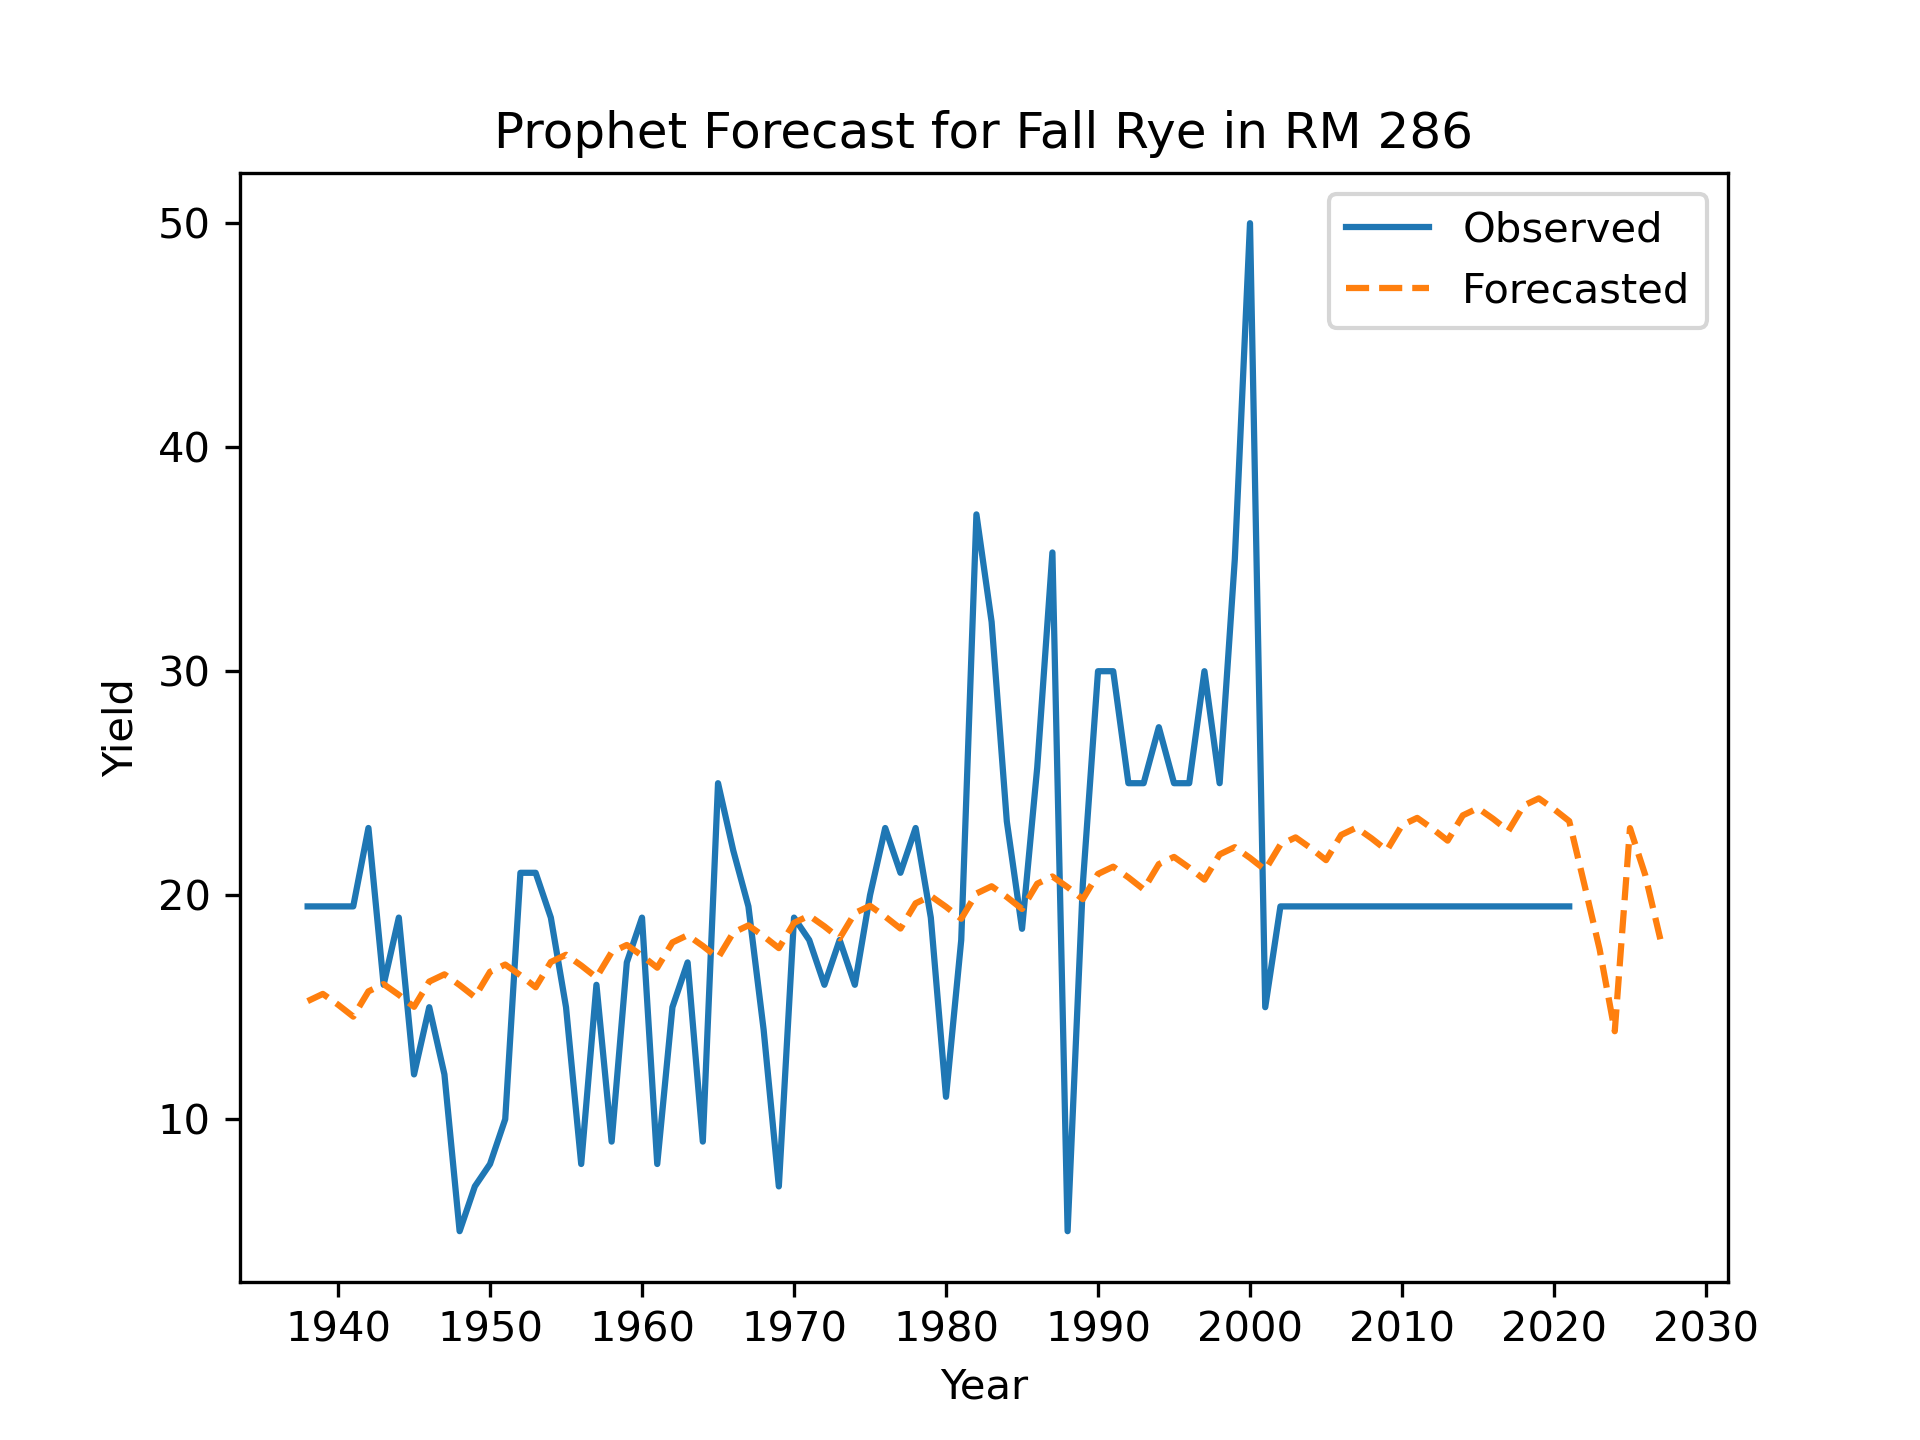 Prophet Forecast for Fall Rye in RM 286
Observed
Forecasted
50
40
30
20
10
Yield
1940 1950 1960 1970 1980 1990 2000 2010 2020 2030
Year